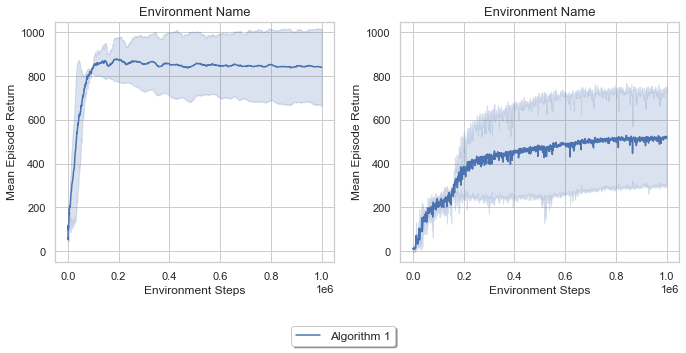 Environment Name
1000
800
600
400
200
0
Mean Episode Return
0.0 0.2 0.4 0.6 0.8 1.0
1e6
Environment Steps
Environment Name
1000
800
600
400
200
0
Mean Episode Return
0.0 0.2 0.4 0.6 0.8 1.0
1e6
Environment Steps
Algorithm 1